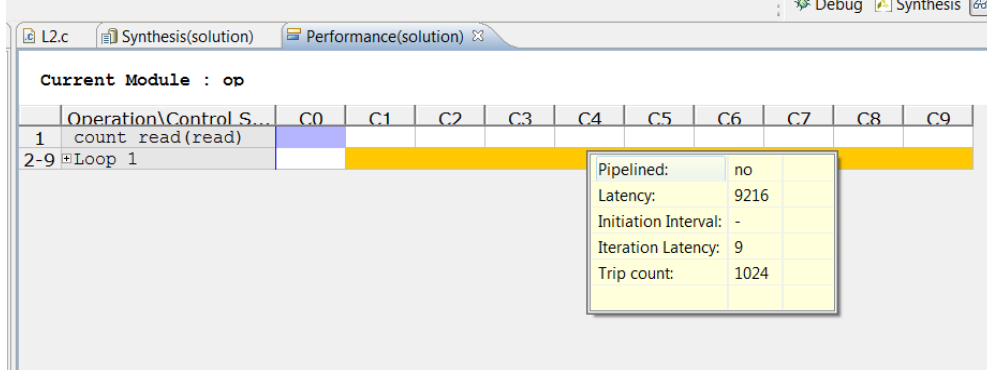 Debug Synthesis
L2.c Synthesis(solution) Performance(solution)
Current Module : op
Operation\Control S... C0 C1 C2 C3 C4 C5 C6 C7 C8 C9
1 count read(read)
2-9 Loop 1
Pipelined: no
Latency: 9216
Initiation Interval: -
Iteration Latency: 9
Trip count: 1024